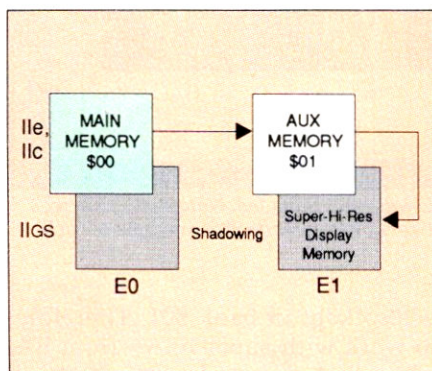 IIe,
IIc
MAIN
MEMORY
$00
AUX
MEMORY
$01
IIGS
Shadowing
Super-Hi-Res
Display
Memory
E0
E1